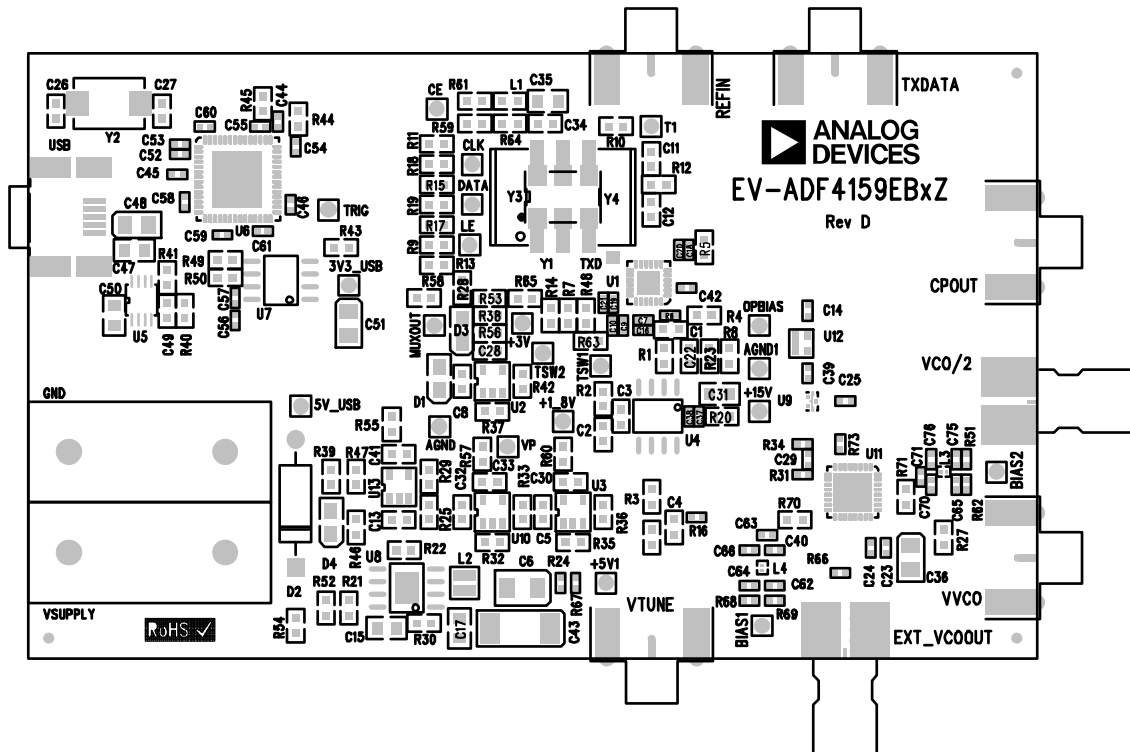 C26
C27
Y2
C60
R45
C44
C55
R44
USB
C53
C52
C54
C45
C58
C46
U6
C48
C59
C61
TRIG
R43
C47
R41
R49
R50
3V3_USB
C50
C57
C56
U7
C51
U5
C49
R40
CE
R61
L1
C35
R59
R64
C34
R11
R18
CLK
R15
DATA
R19
R17
LE
R9
R13
Y3
Y4
Y1
TXD
R10
T1
C11
R12
C12
R5
REFIN
TXDATA
ANALOG
DEVICES
EV-ADF4159EBxZ
Rev D
CPOUT
VCO/2
R58
R28
R53
R65
R14
R7
R48
U1
MUXOUT
D3
R38
+3V
C28
R63
TSW2
TSW1
C42
R4
OPBIAS
C14
C1
R8
R1
C22
R23
AGND1
U12
C39
C25
U9
D1
C8
U2
R42
R2
C3
C31
+15V
R20
U4
C2
+1_8V
R37
AGND
GND
5V_USB
R55
C41
R57
VP
R60
R39
R47
U13
R29
C32
C33
R33
C30
U3
R34
C29
R31
R73
U11
R71
C71
C76
L3
C75
R51
BIAS2
C70
C65
R62
C13
R25
U10
C5
R36
R3
C4
R16
R70
C63
R27
R46
U8
R22
R32
R35
C66
C40
R66
C24
C23
C36
D4
L2
C6
R24
R67
+5V1
L4
C64
C62
D2
R52
R21
VTUNE
R68
R69
VVCO
VSUPPLY
RoHS
R54
C15
R30
C17
C43
BIAS1
EXT_VCOOUT